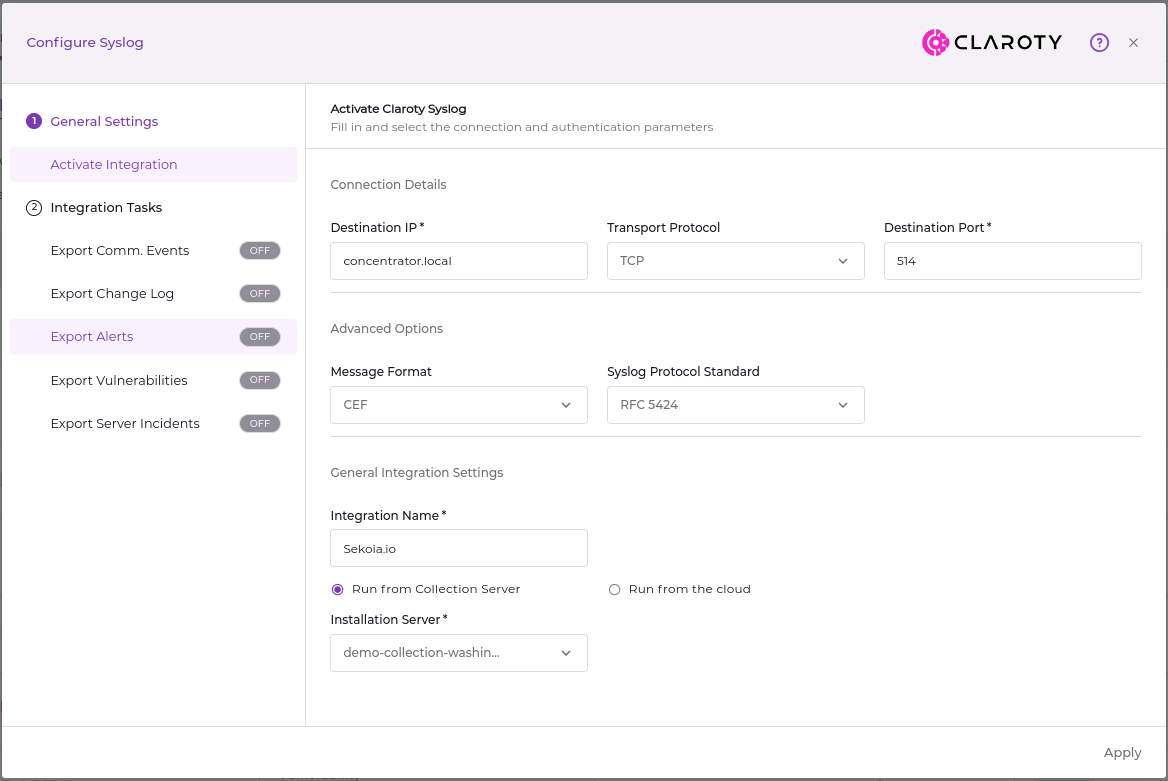 Configure Syslog
CLAROTY
?
1 General Settings
Activate Integration
2 Integration Tasks
Export Comm. Events OFF
Export Change Log OFF
Export Alerts OFF
Export Vulnerabilities OFF
Export Server Incidents OFF
Activate Claroty Syslog
Fill in and select the connection and authentication parameters
Connection Details
Destination IP * Transport Protocol Destination Port *
concentrator.local TCP 514
Advanced Options
Message Format Syslog Protocol Standard
CEF RFC 5424
General Integration Settings
Integration Name *
Sekoia.io
Run from Collection Server Run from the cloud
Installation Server *
demo-collection-washin...
Apply